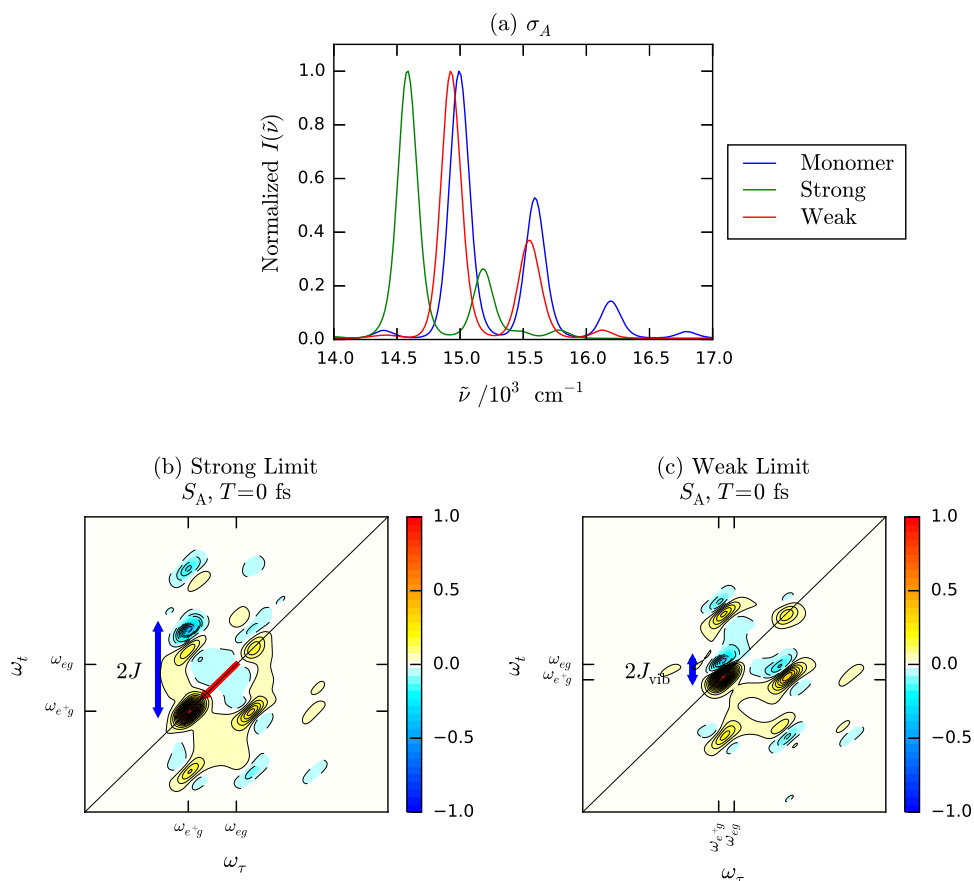 (a) σ_A
Normalized I(ν̃)
1.0
0.8
0.6
0.4
0.2
0.0
14.0 14.5 15.0 15.5 16.0 16.5 17.0
ν̃ /10³ cm⁻¹
Monomer
Strong
Weak
(b) Strong Limit
S_A, T=0 fs
ω_t
ω_eg
ω_e⁺g
2J
ω_e⁺g ω_eg
ω_τ
1.0
0.5
0.0
−0.5
−1.0
(c) Weak Limit
S_A, T=0 fs
ω_t
ω_eg
ω_e⁺g
2J_vib
ω_e⁺g
ω_eg
ω_τ
1.0
0.5
0.0
−0.5
−1.0